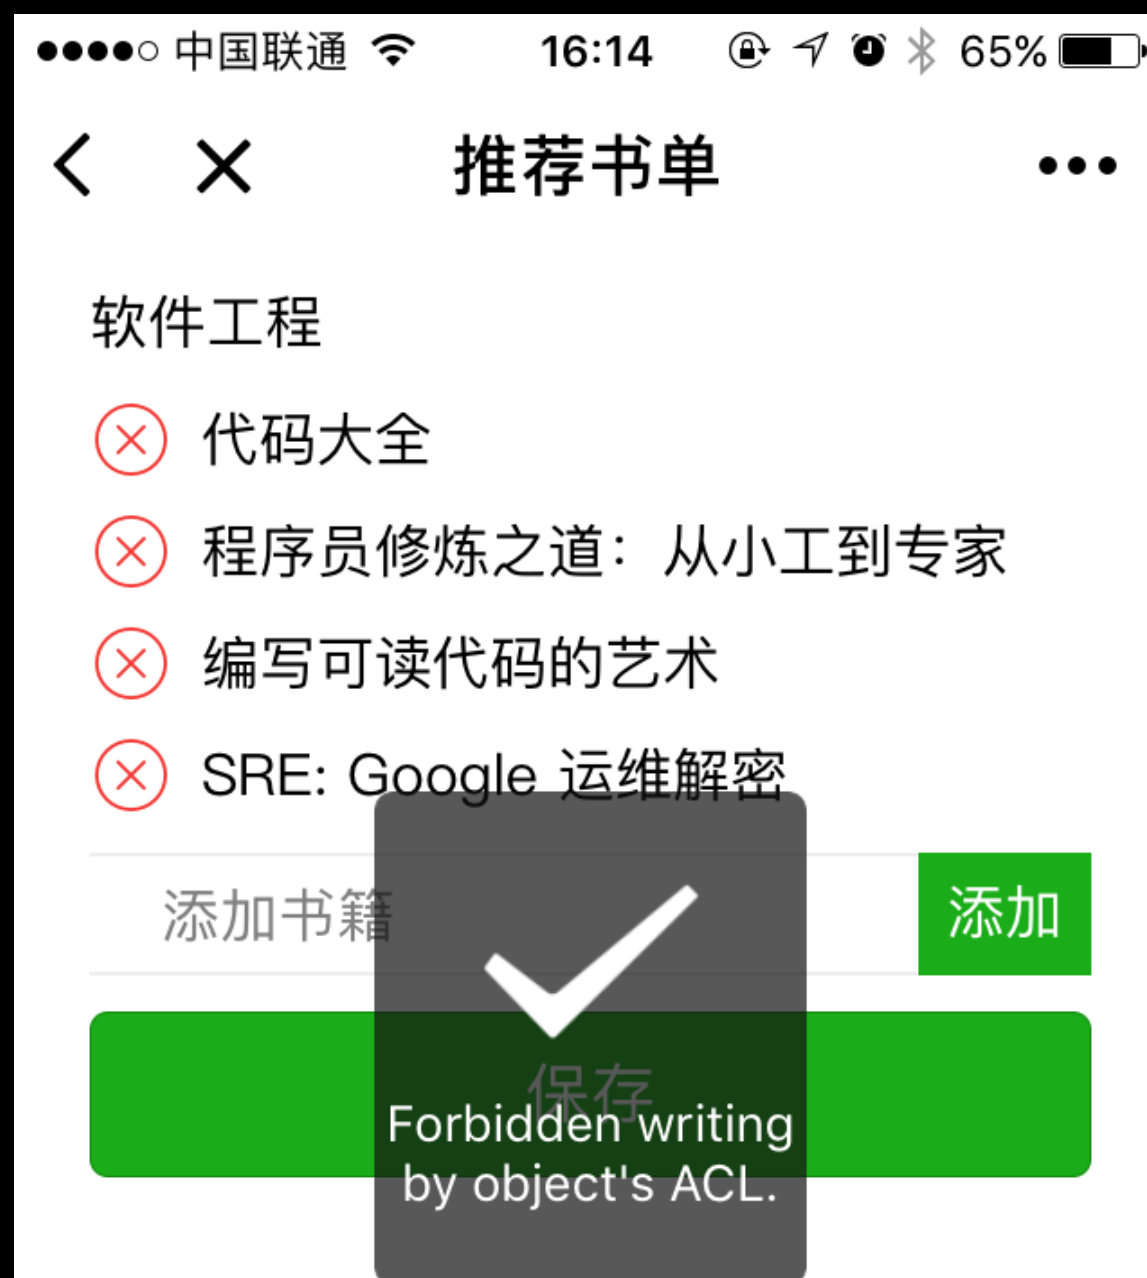 中国联通 16:14 65%
推荐书单
软件工程
代码大全
程序员修炼之道：从小工到专家
编写可读代码的艺术
SRE: Google 运维解密
添加书籍 添加
保存
Forbidden writing
by object's ACL.